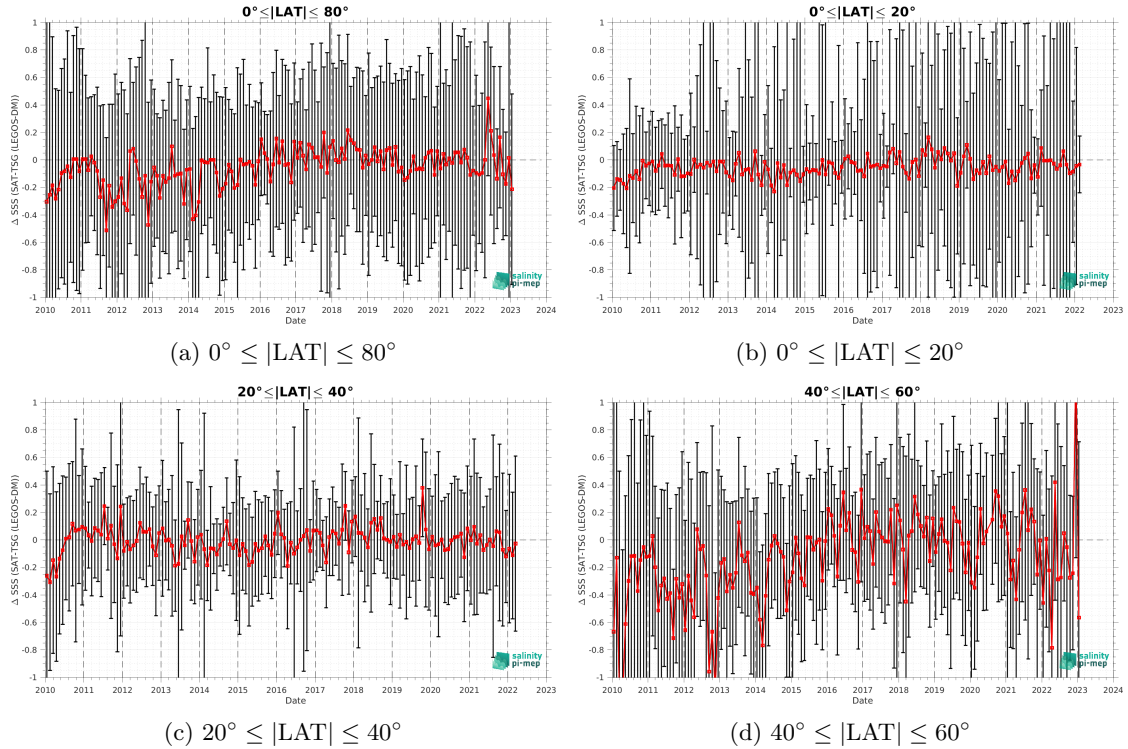 0°≤|LAT|≤ 80°
Δ SSS (SAT-TSG (LEGOS-DM))
1
0.8
0.6
0.4
0.2
0
-0.2
-0.4
-0.6
-0.8
-1
2010 2011 2012 2013 2014 2015 2016 2017 2018 2019 2020 2021 2022 2023 2024
Date
salinity
pi-mep
(a) 0° ≤ |LAT| ≤ 80°
0°≤|LAT|≤ 20°
Δ SSS (SAT-TSG (LEGOS-DM))
1
0.8
0.6
0.4
0.2
0
-0.2
-0.4
-0.6
-0.8
-1
2010 2011 2012 2013 2014 2015 2016 2017 2018 2019 2020 2021 2022 2023
Date
salinity
pi-mep
(b) 0° ≤ |LAT| ≤ 20°
20°≤|LAT|≤ 40°
Δ SSS (SAT-TSG (LEGOS-DM))
1
0.8
0.6
0.4
0.2
0
-0.2
-0.4
-0.6
-0.8
-1
2010 2011 2012 2013 2014 2015 2016 2017 2018 2019 2020 2021 2022 2023
Date
salinity
pi-mep
(c) 20° ≤ |LAT| ≤ 40°
40°≤|LAT|≤ 60°
Δ SSS (SAT-TSG (LEGOS-DM))
1
0.8
0.6
0.4
0.2
0
-0.2
-0.4
-0.6
-0.8
-1
2010 2011 2012 2013 2014 2015 2016 2017 2018 2019 2020 2021 2022 2023 2024
Date
salinity
pi-mep
(d) 40° ≤ |LAT| ≤ 60°